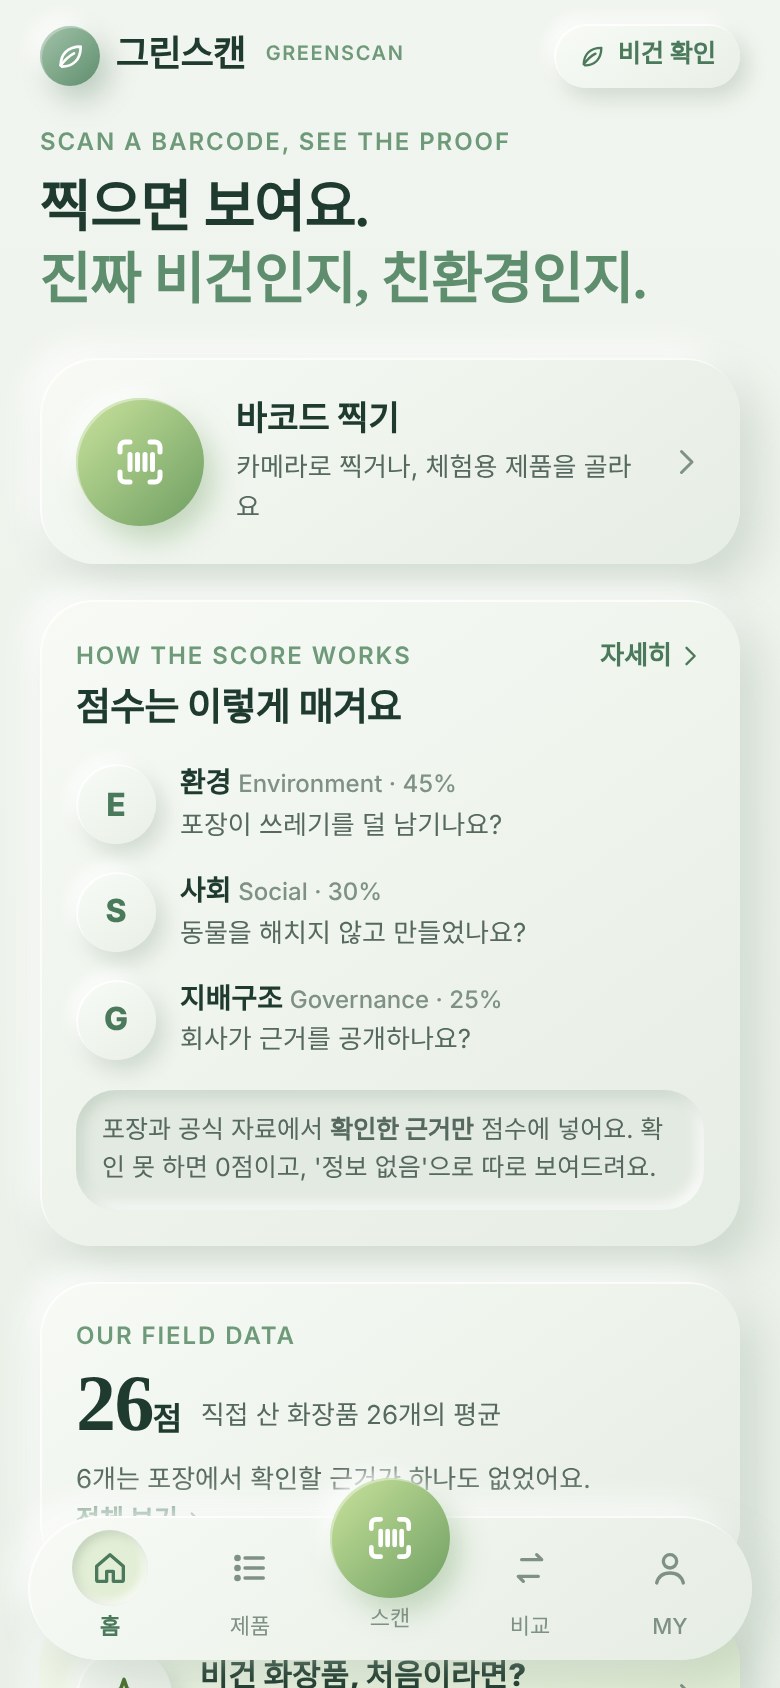 그린스캔 GREENSCAN
비건 확인
SCAN A BARCODE, SEE THE PROOF
찍으면 보여요.
진짜 비건인지, 친환경인지.
바코드 찍기
카메라로 찍거나, 체험용 제품을 골라
요
HOW THE SCORE WORKS
자세히
점수는 이렇게 매겨요
E
환경 Environment · 45%
포장이 쓰레기를 덜 남기나요?
S
사회 Social · 30%
동물을 해치지 않고 만들었나요?
G
지배구조 Governance · 25%
회사가 근거를 공개하나요?
포장과 공식 자료에서 확인한 근거만 점수에 넣어요. 확
인 못 하면 0점이고, '정보 없음'으로 따로 보여드려요.
OUR FIELD DATA
26점 직접 산 화장품 26개의 평균
6개는 포장에서 확인할 근거가 하나도 없었어요.
전체 보기
홈
제품
스캔
비교
MY
비건 화장품, 처음이라면?